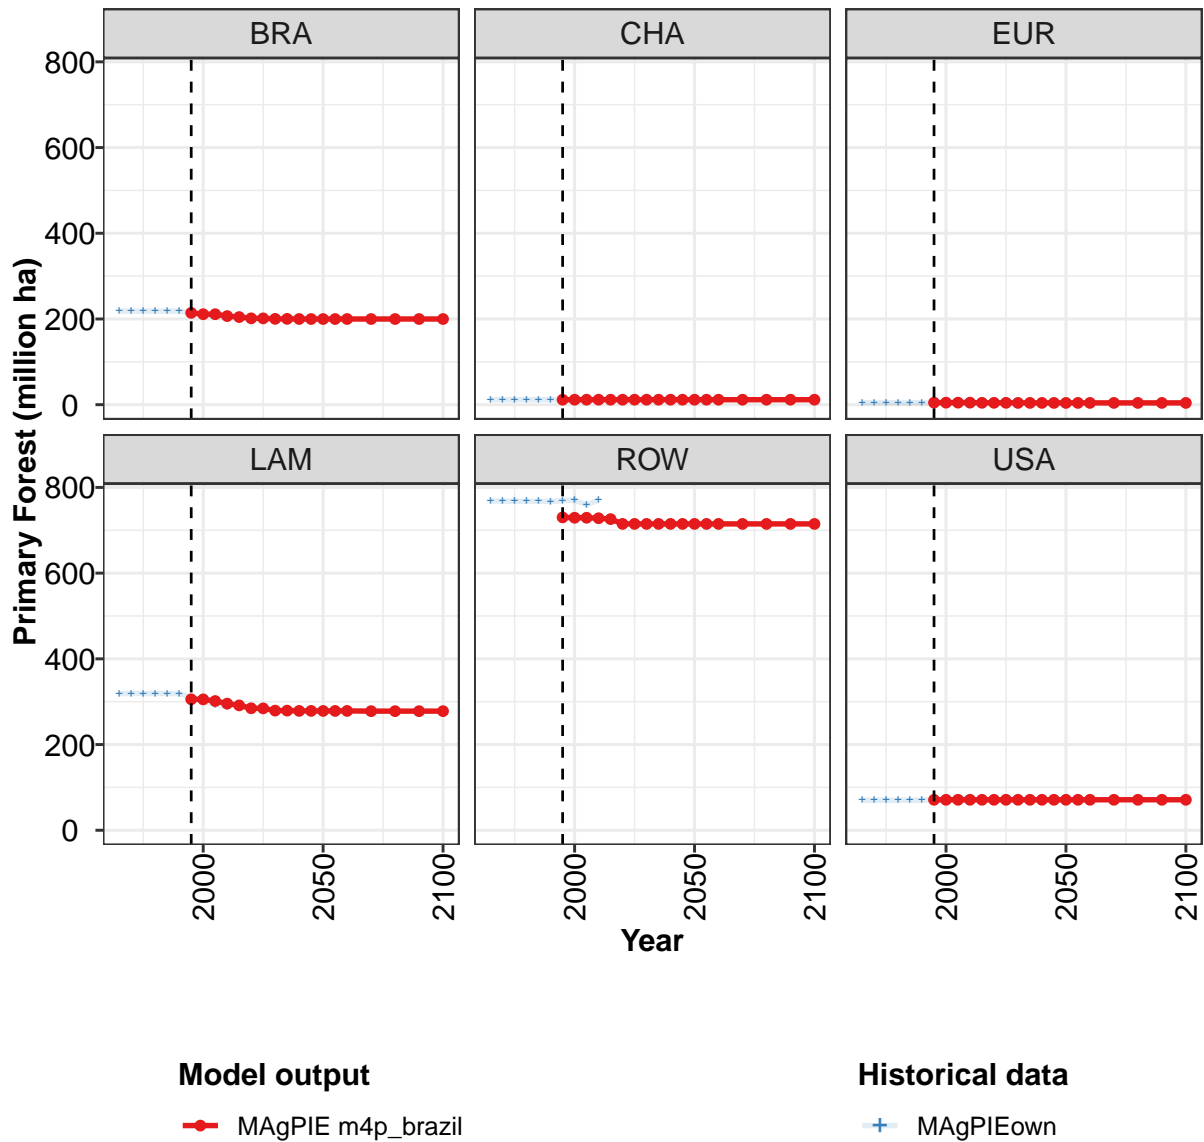 BRA CHA EUR
800
600
400
200
0
LAM ROW USA
800
600
400
200
0
Primary Forest (million ha)
2000 2050 2100 2000 2050 2100 2000 2050 2100
Year
Model output Historical data
MAgPIE m4p_brazil MAgPIEown